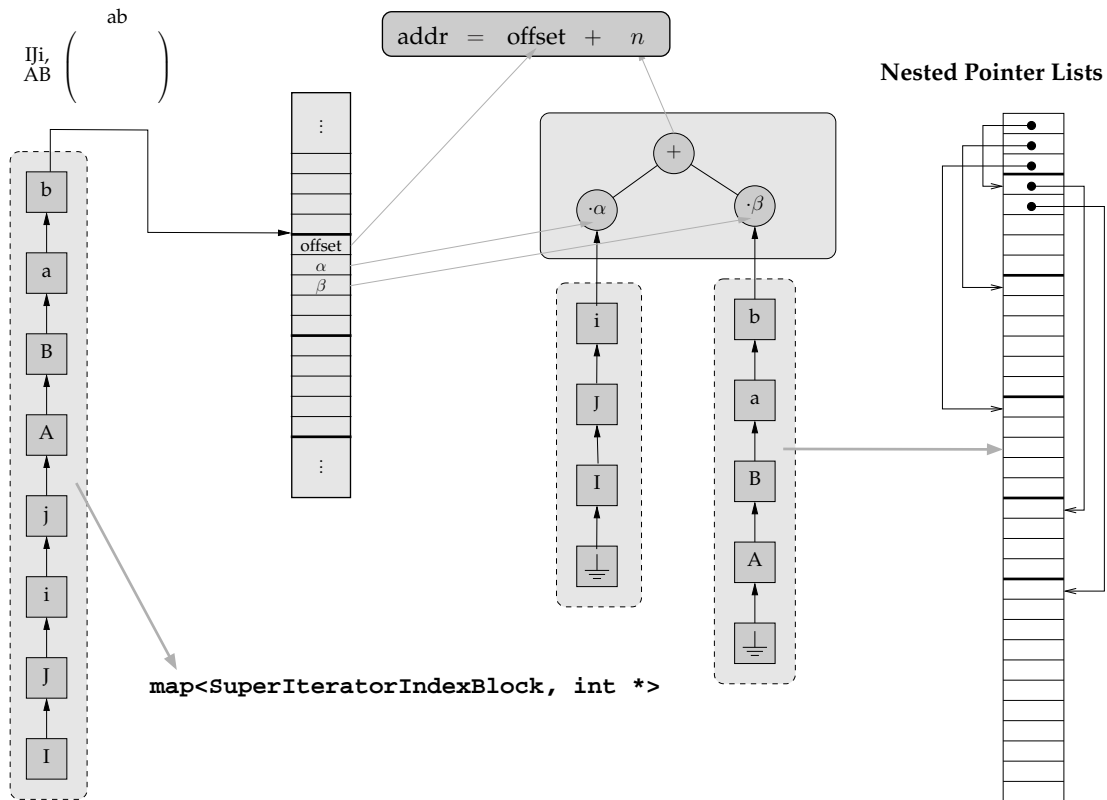 ab
IJi,
AB
addr = offset + n
Nested Pointer Lists
⋮
+
b
·α
·β
offset
a
α
β
i
b
B
J
a
A
⋮
I
B
j
A
i
J
map<SuperIteratorIndexBlock, int *>
I